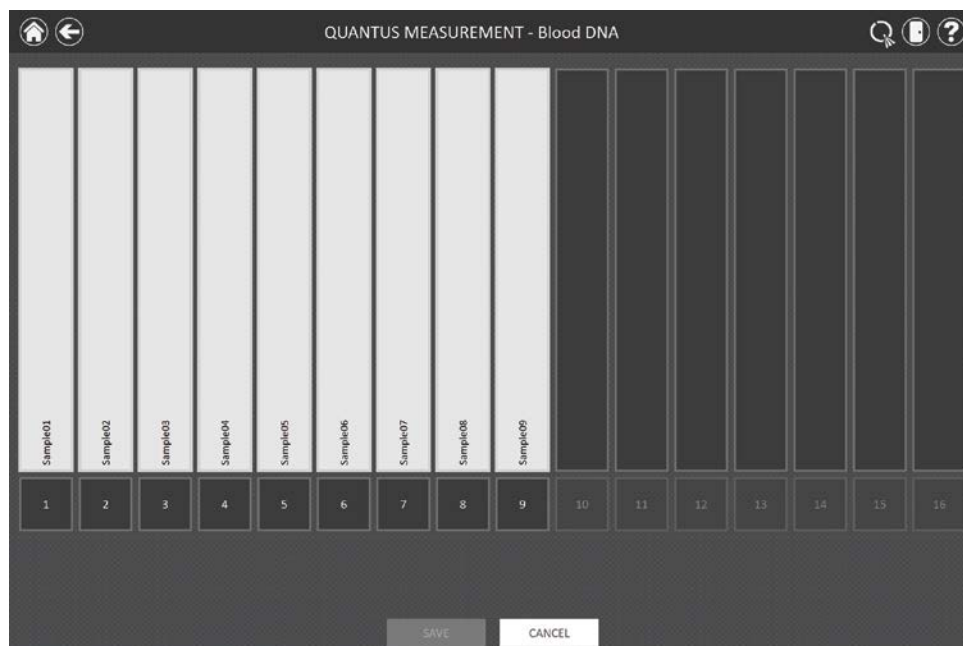 QUANTUS MEASUREMENT - Blood DNA
?
Sample01
Sample02
Sample03
Sample04
Sample05
Sample06
Sample07
Sample08
Sample09
1 2 3 4 5 6 7 8 9 10 11 12 13 14 15 16
SAVE CANCEL